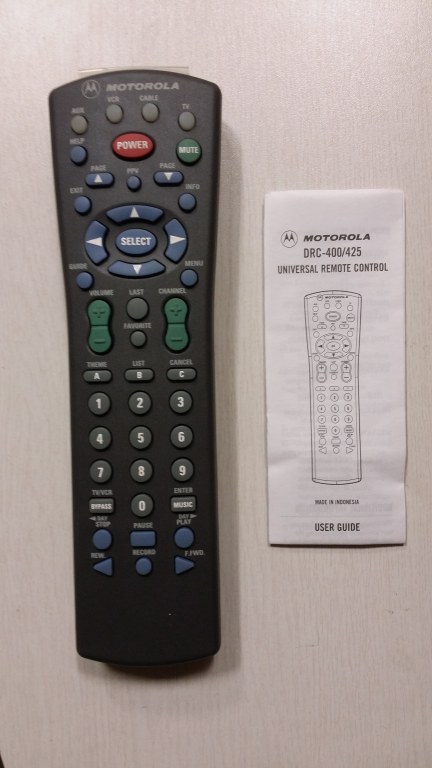 MOTOROLA
AUX VCR CABLE TV
HELP POWER MUTE
PAGE PPV PAGE
EXIT INFO
SELECT
GUIDE MENU
VOLUME LAST CHANNEL
+ +
FAVORITE
- -
THEME LIST CANCEL
A B C
1 2 3
4 5 6
7 8 9
TV/VCR ENTER
BYPASS 0 MUSIC
DAY DAY
STOP PAUSE PLAY
REW. RECORD F.FWD.
MOTOROLA
DRC-400/425
UNIVERSAL REMOTE CONTROL
MADE IN INDONESIA
USER GUIDE